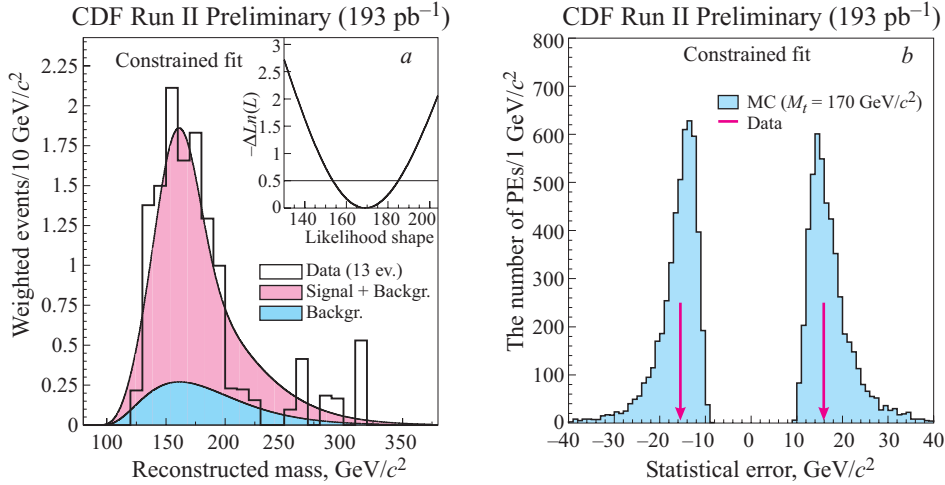 CDF Run II Preliminary (193 pb⁻¹)
Constrained fit
a
Weighted events/10 GeV/c²
2.25
2
1.75
1.5
1.25
1
0.75
0.5
0.25
0
100 150 200 250 300 350
Reconstructed mass, GeV/c²
−ΔLn(L)
3
2.5
2
1.5
1
0.5
0
140 160 180 200
Likelihood shape
Data (13 ev.)
Signal + Backgr.
Backgr.
CDF Run II Preliminary (193 pb⁻¹)
Constrained fit
b
The number of PEs/1 GeV/c²
800
700
600
500
400
300
200
100
0
MC (Mₜ = 170 GeV/c²)
Data
−40 −30 −20 −10 0 10 20 30 40
Statistical error, GeV/c²